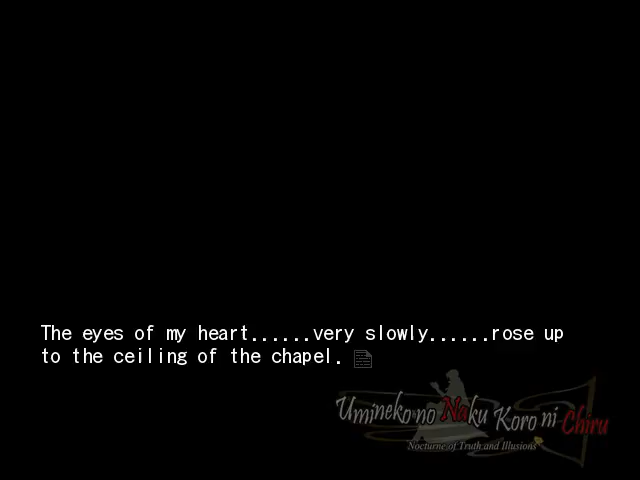 The eyes of my heart......very slowly......rose up
to the ceiling of the chapel.
Umineko no Naku Koro ni Chiru
Nocturne of Truth and Illusions